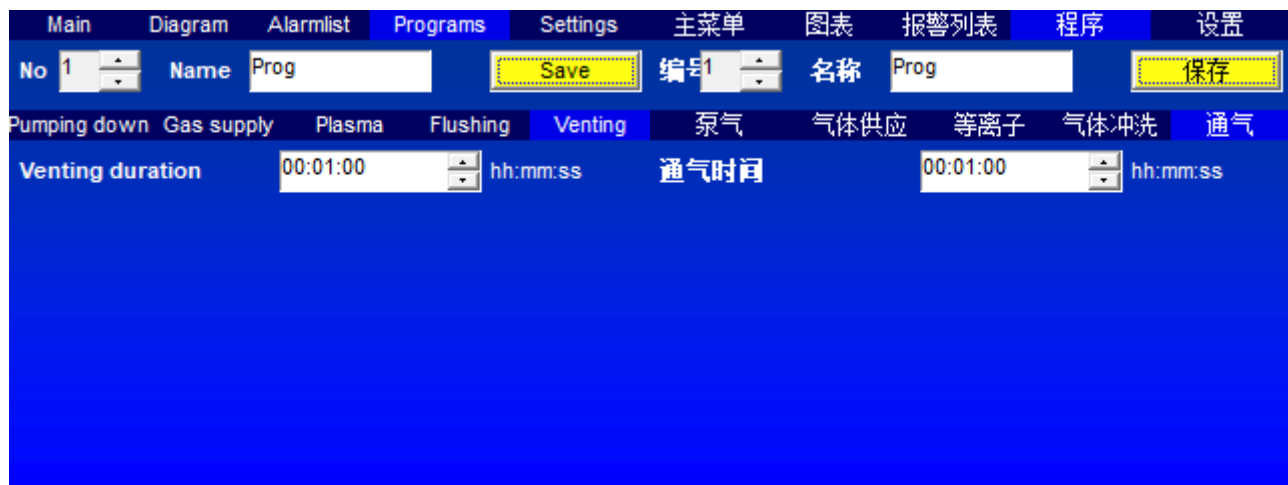 Main Diagram Alarmlist Programs Settings 主菜单 图表 报警列表 程序 设置
No 1 Name Prog Save 编号1 名称 Prog 保存
Pumping down Gas supply Plasma Flushing Venting 泵气 气体供应 等离子 气体冲洗 通气
Venting duration 00:01:00 hh:mm:ss 通气时间 00:01:00 hh:mm:ss